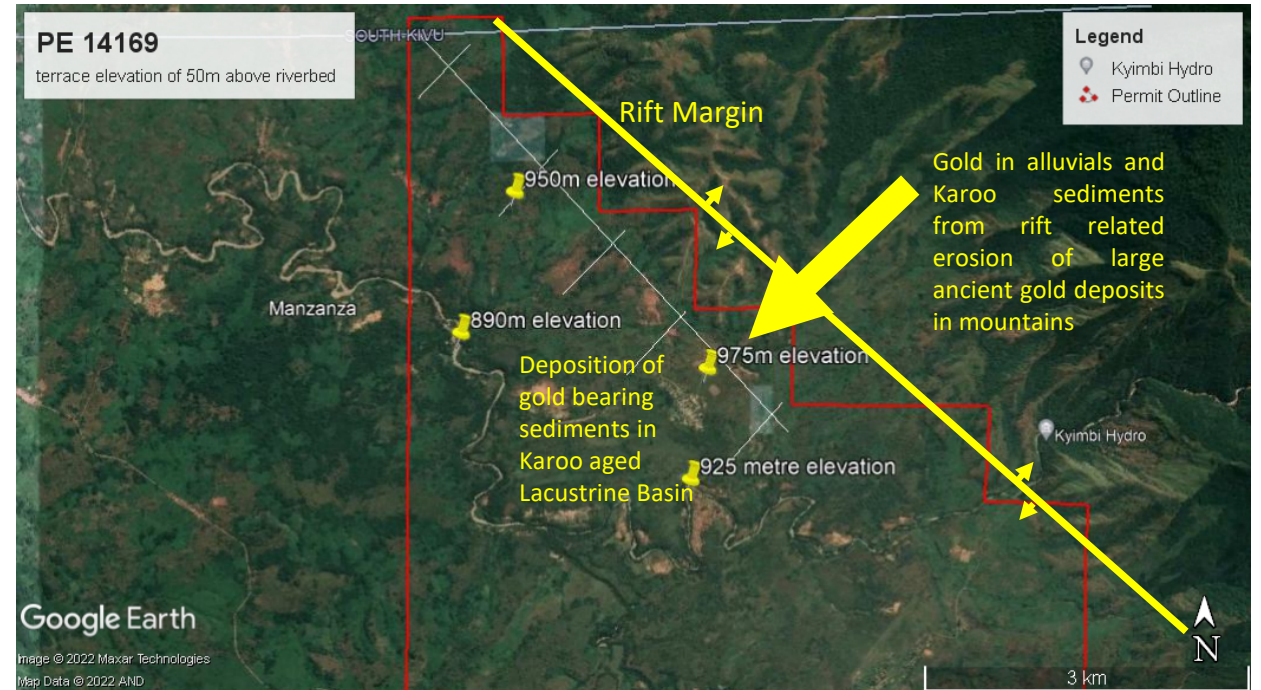 PE 14169
terrace elevation of 50m above riverbed
SOUTH-KIVU
Legend
Kyimbi Hydro
Permit Outline
Rift Margin
Gold in alluvials and
Karoo sediments
from rift related
erosion of large
ancient gold deposits
in mountains
950m elevation
Manzanza
890m elevation
975m elevation
Deposition of
gold bearing
sediments in
Karoo aged
Lacustrine Basin
925 metre elevation
Kyimbi Hydro
Google Earth
Image © 2022 Maxar Technologies
Map Data © 2022 AND
N
3 km